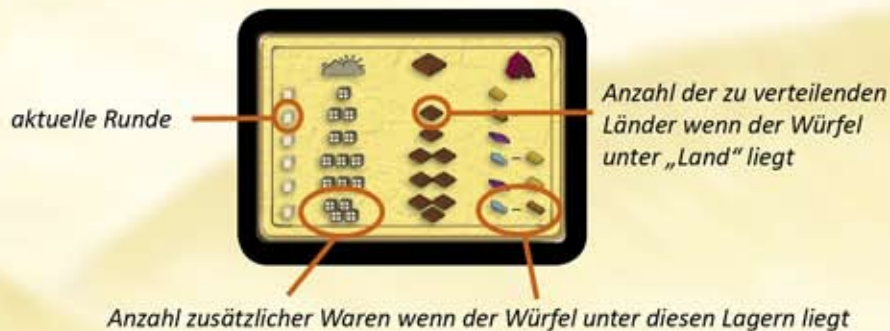 aktuelle Runde
Anzahl der zu verteilenden
Länder wenn der Würfel
unter „Land“ liegt
Anzahl zusätzlicher Waren wenn der Würfel unter diesen Lagern liegt